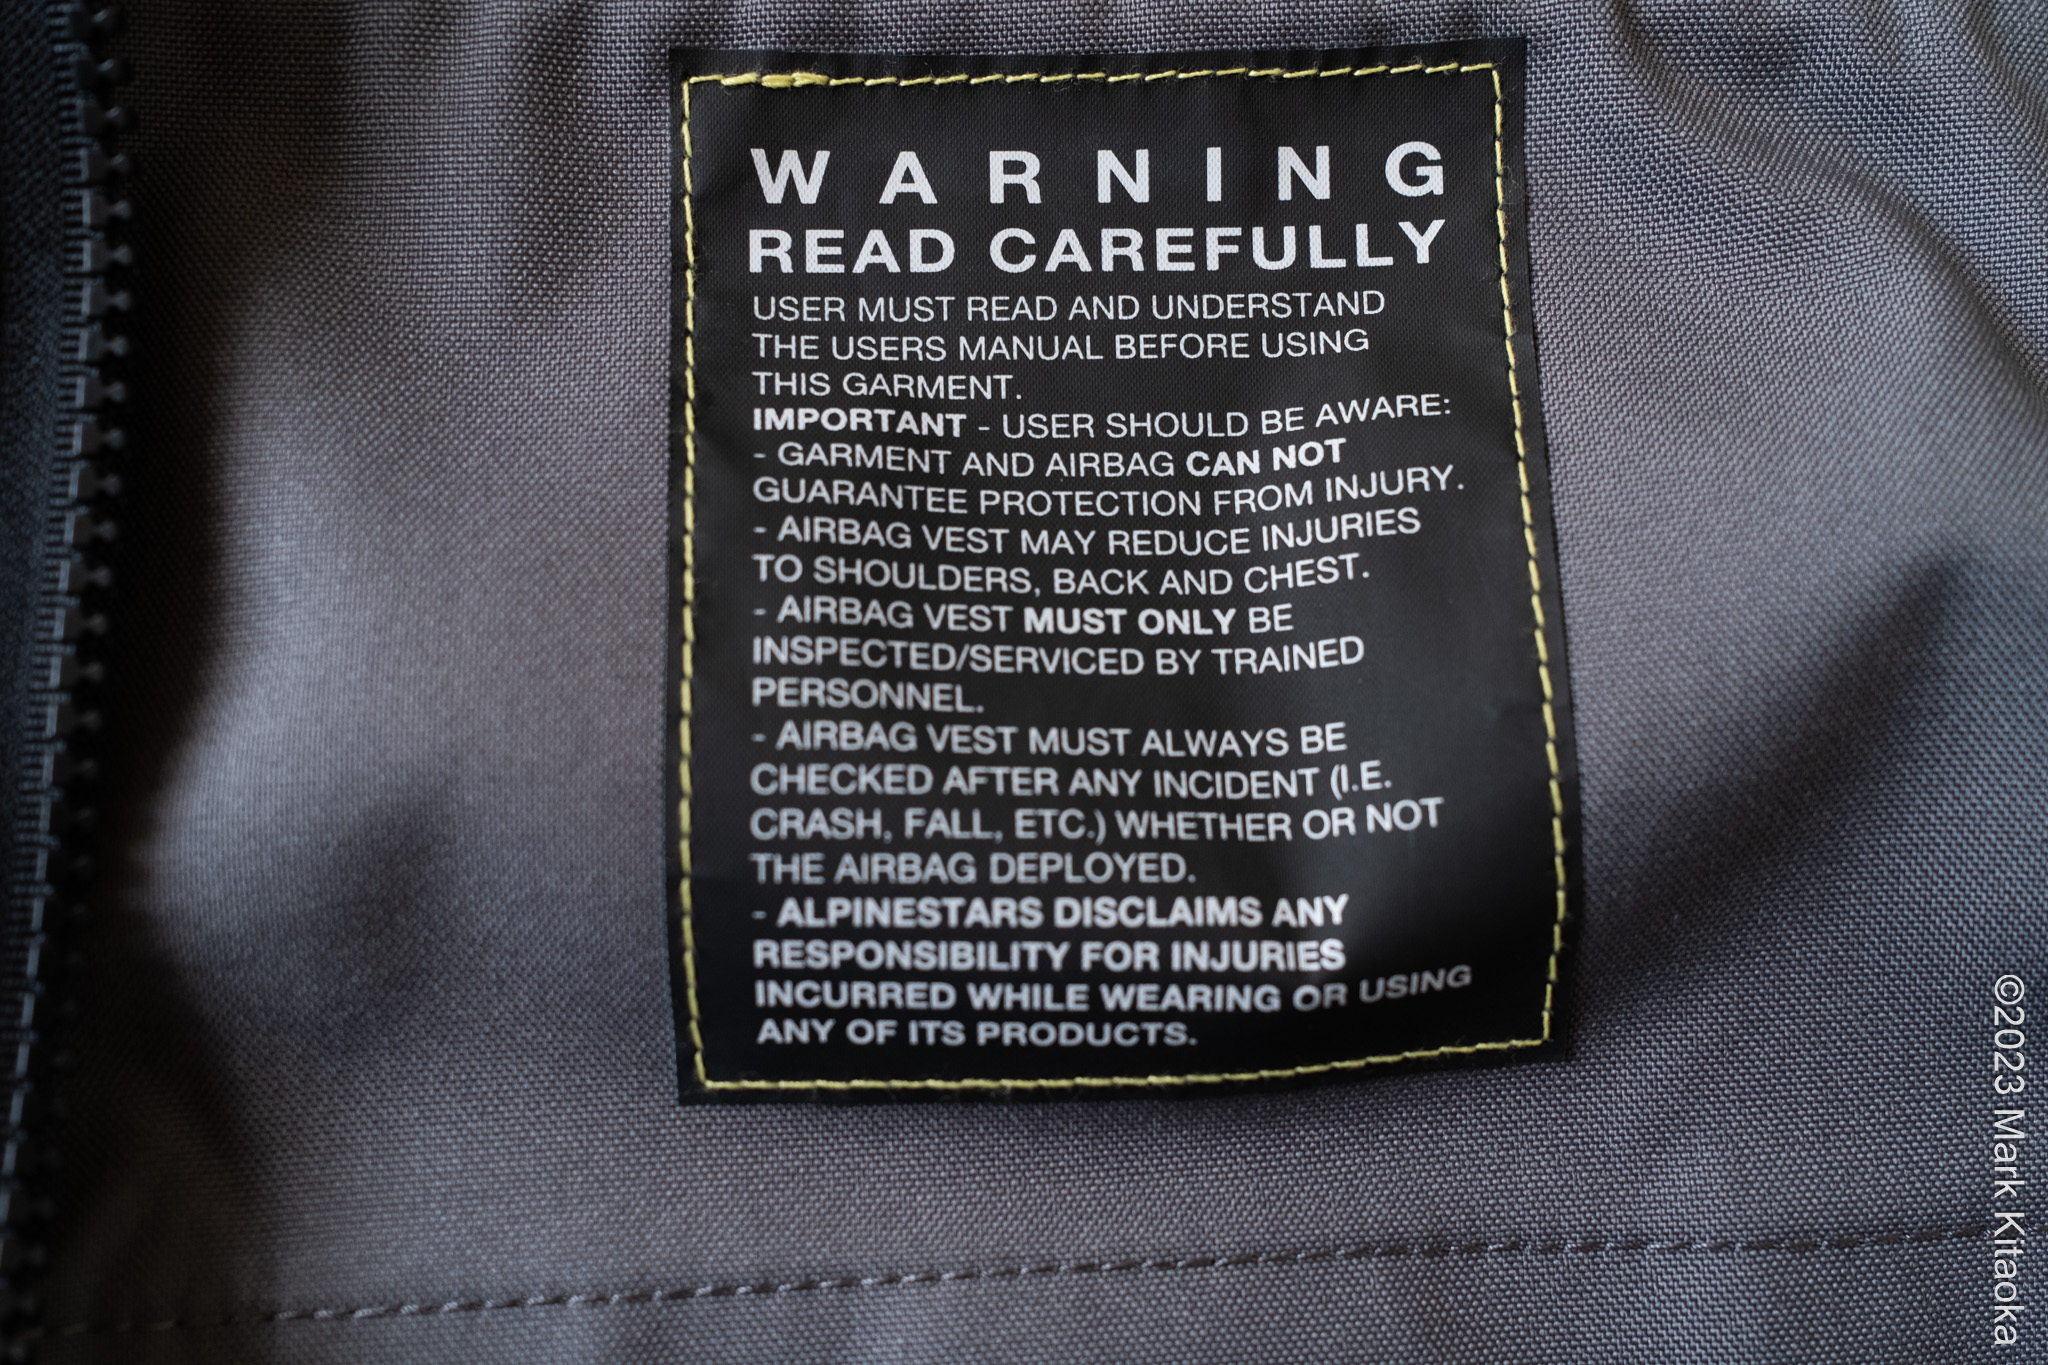 WARNING
READ CAREFULLY
USER MUST READ AND UNDERSTAND
THE USERS MANUAL BEFORE USING
THIS GARMENT.
IMPORTANT - USER SHOULD BE AWARE:
- GARMENT AND AIRBAG CAN NOT
GUARANTEE PROTECTION FROM INJURY.
- AIRBAG VEST MAY REDUCE INJURIES
TO SHOULDERS, BACK AND CHEST.
- AIRBAG VEST MUST ONLY BE
INSPECTED/SERVICED BY TRAINED
PERSONNEL.
- AIRBAG VEST MUST ALWAYS BE
CHECKED AFTER ANY INCIDENT (I.E.
CRASH, FALL, ETC.) WHETHER OR NOT
THE AIRBAG DEPLOYED.
- ALPINESTARS DISCLAIMS ANY
RESPONSIBILITY FOR INJURIES
INCURRED WHILE WEARING OR USING
ANY OF ITS PRODUCTS.
©2023 Mark Kitaoka